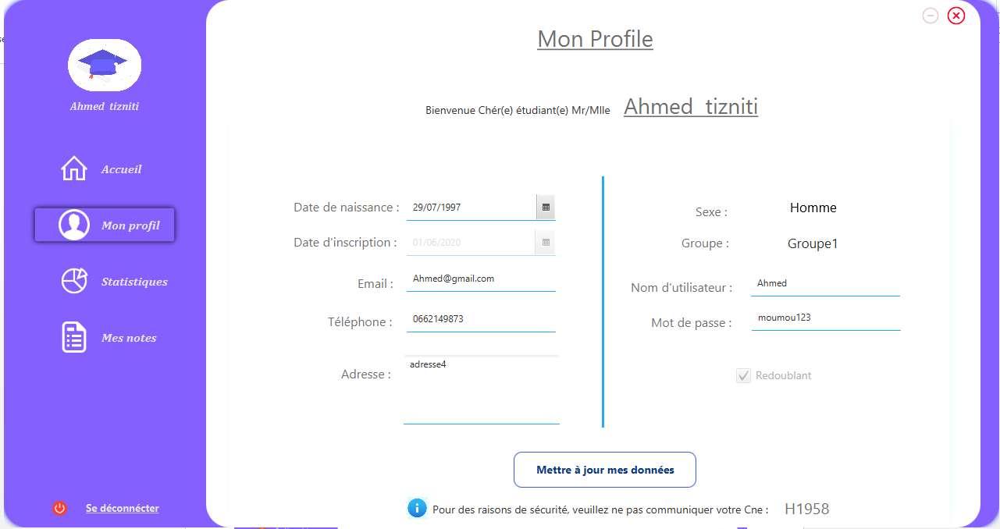 Mon Profile
Ahmed tizniti
Bienvenue Chér(e) étudiant(e) Mr/Mlle Ahmed tizniti
Accueil
Mon profil
Statistiques
Mes notes
Se déconnécter
Date de naissance : 29/07/1997
Date d'inscription : 01/06/2020
Email : Ahmed@gmail.com
Téléphone : 0662149873
Adresse : adresse4
Sexe : Homme
Groupe : Groupe1
Nom d'utilisateur : Ahmed
Mot de passe : moumou123
Redoublant
Mettre à jour mes données
Pour des raisons de sécurité, veuillez ne pas communiquer votre Cne : H1958